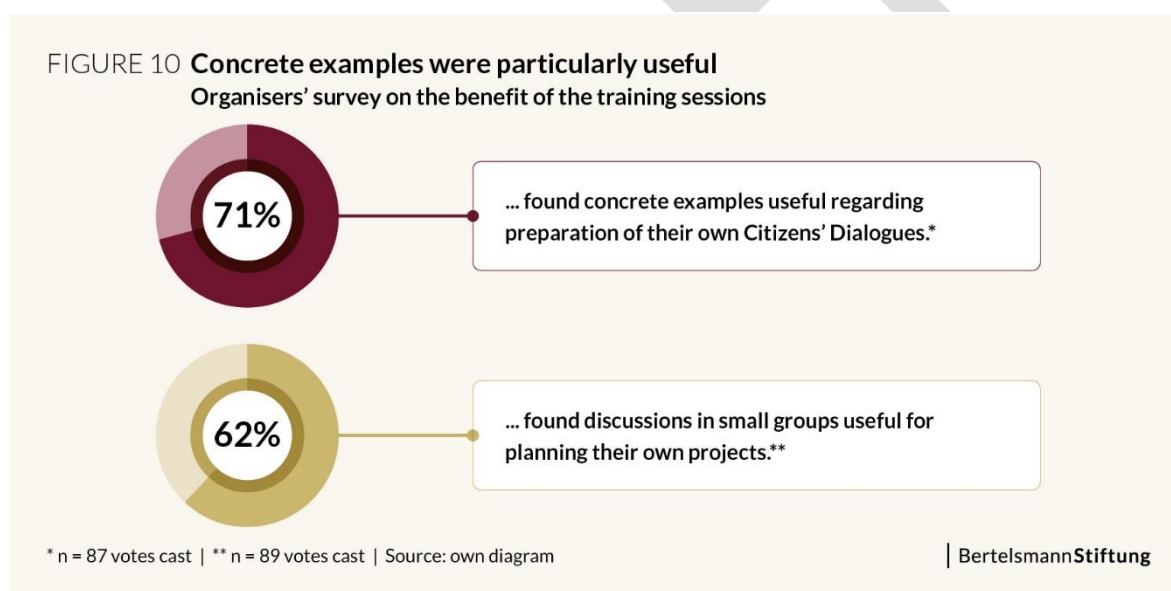 FIGURE 10 Concrete examples were particularly useful
Organisers’ survey on the benefit of the training sessions
71%
... found concrete examples useful regarding
preparation of their own Citizens’ Dialogues.*
62%
... found discussions in small groups useful for
planning their own projects.**
* n = 87 votes cast | ** n = 89 votes cast | Source: own diagram
BertelsmannStiftung